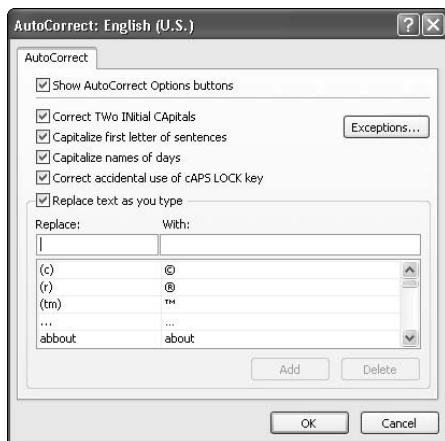 AutoCorrect: English (U.S.)
AutoCorrect
Show AutoCorrect Options buttons
Correct TWo INitial CApitals
Exceptions...
Capitalize first letter of sentences
Capitalize names of days
Correct accidental use of cAPS LOCK key
Replace text as you type
Replace: With:
(c) ©
(r) ®
(tm) ™
... …
abbout about
Add Delete
OK Cancel